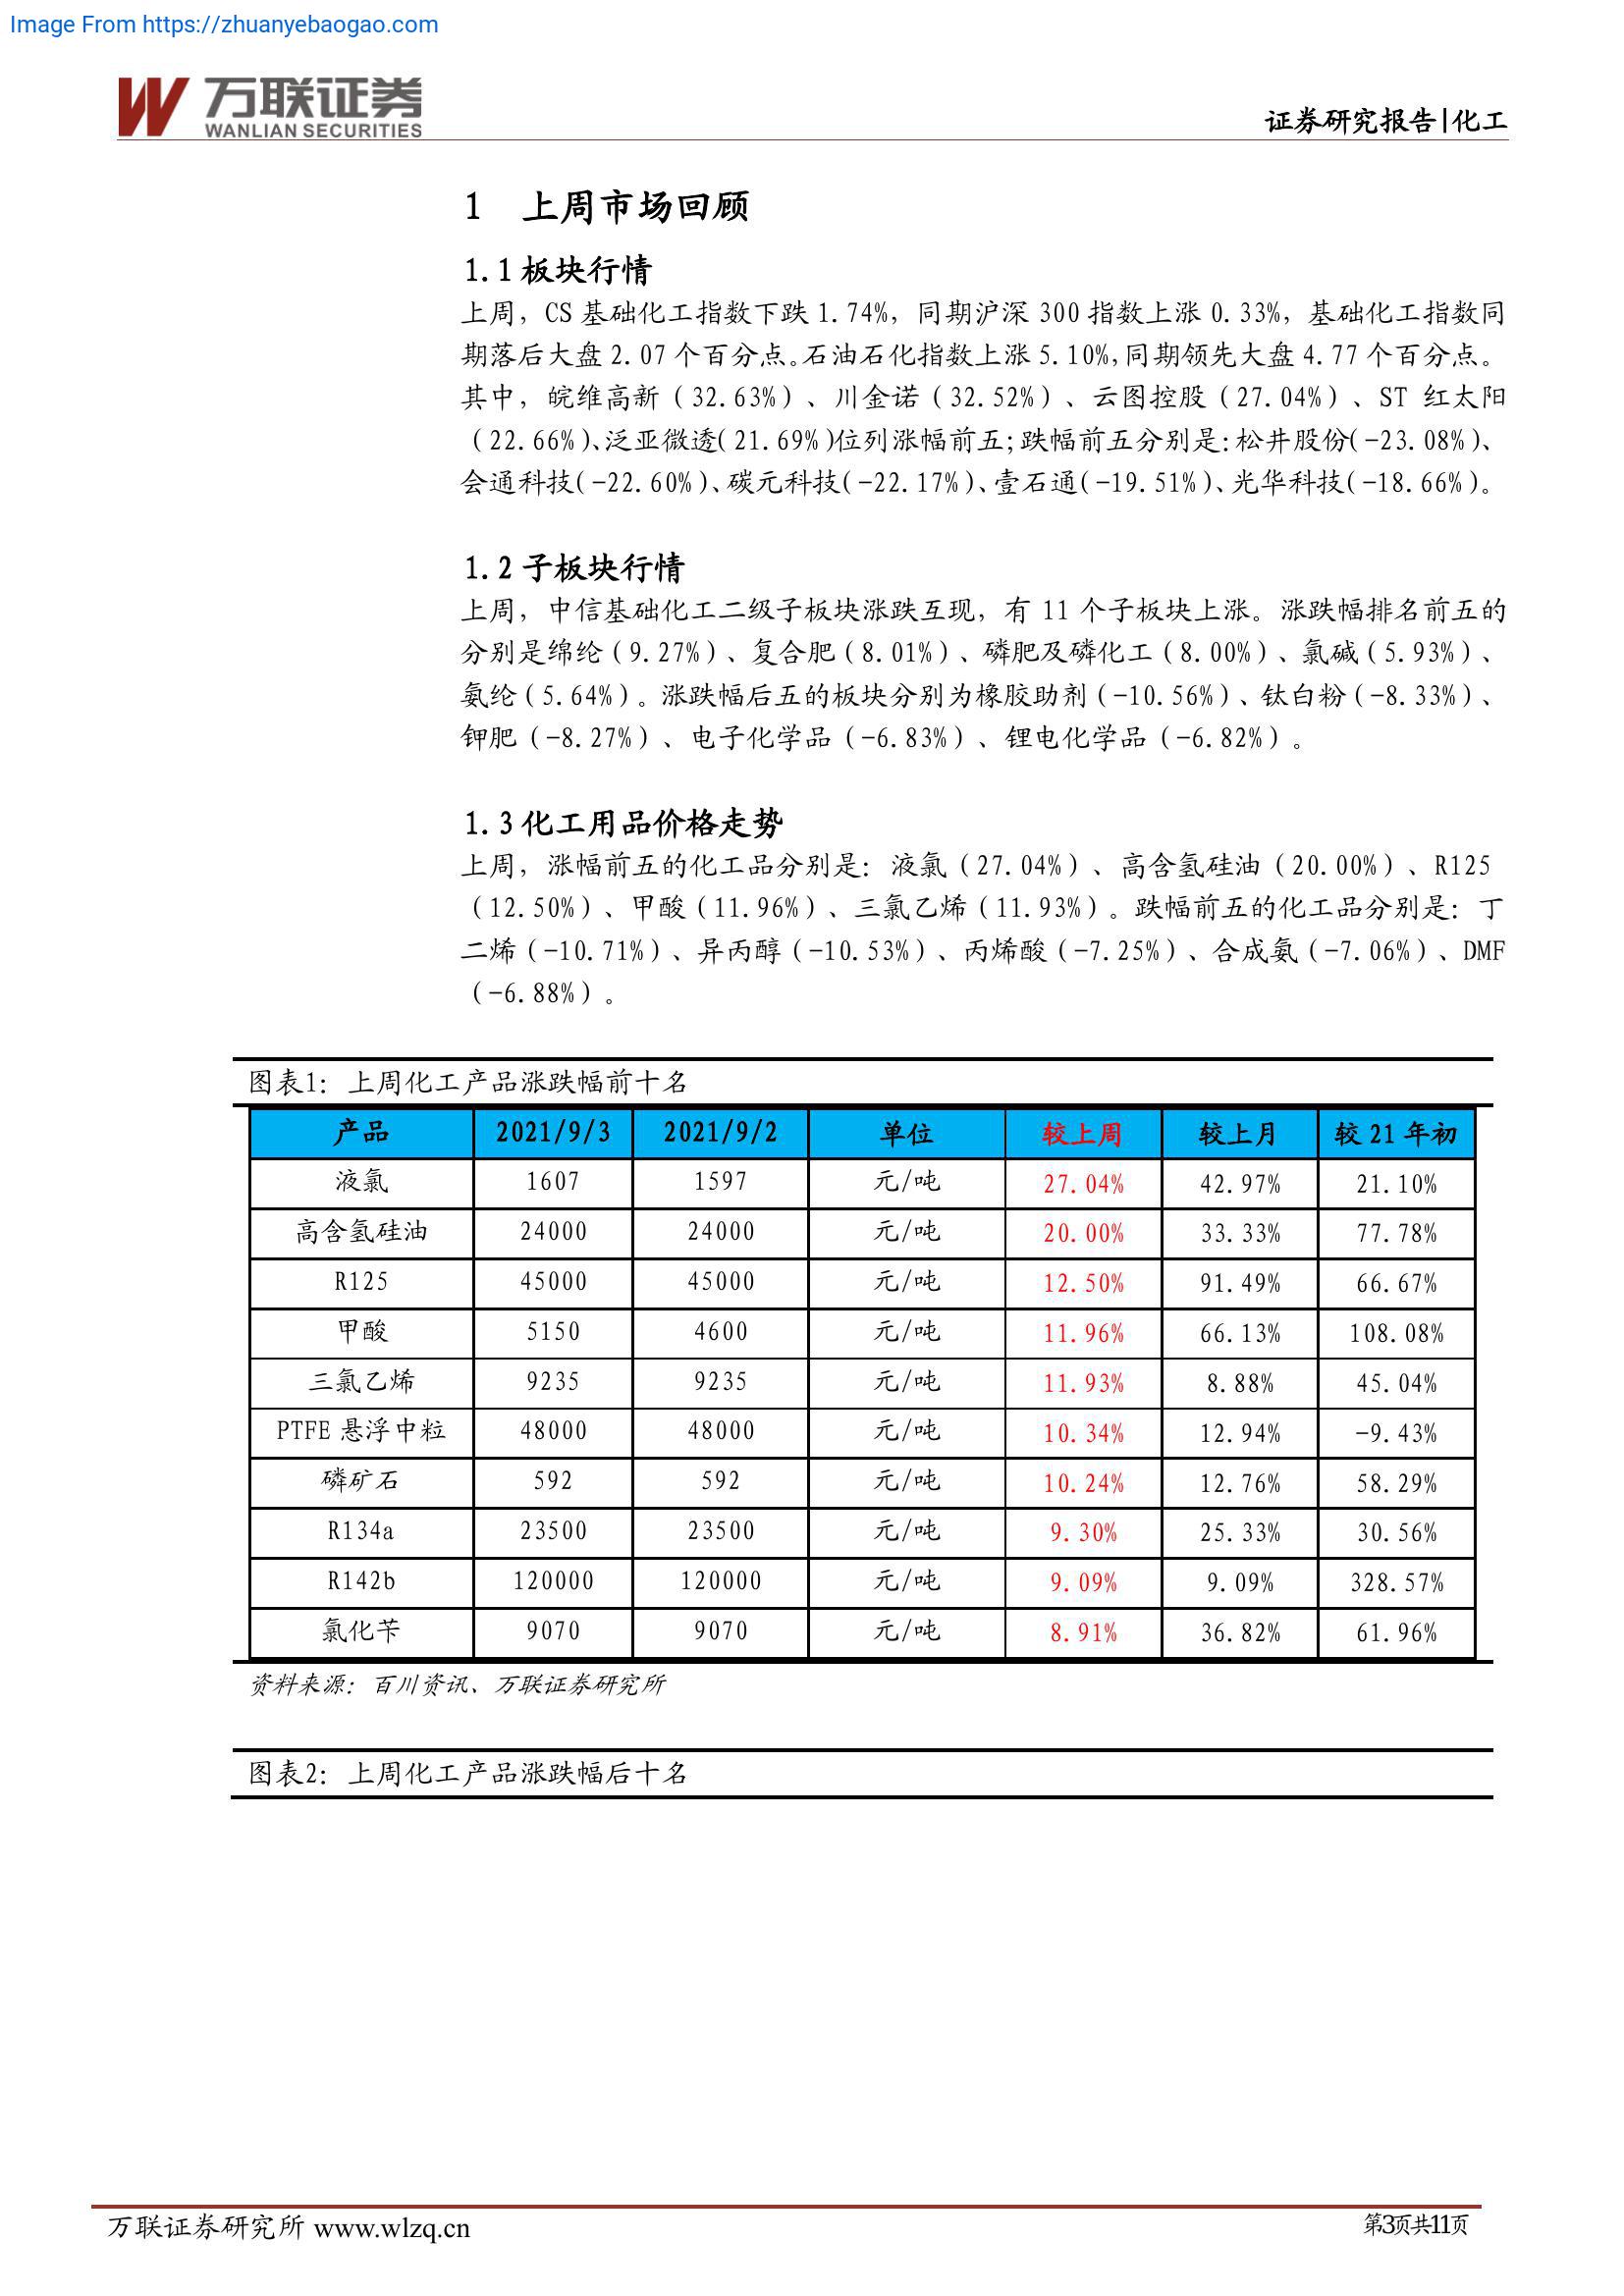 Image From https://zhuanyebaogao.com
万联证券
WANLIAN SECURITIES
证券研究报告|化工
1 上周市场回顾
1.1 板块行情
上周，CS 基础化工指数下跌 1.74%，同期沪深 300 指数上涨 0.33%，基础化工指数同
期落后大盘 2.07 个百分点。石油石化指数上涨 5.10%，同期领先大盘 4.77 个百分点。
其中，皖维高新（32.63%）、川金诺（32.52%）、云图控股（27.04%）、ST 红太阳
（22.66%）、泛亚微透（21.69%）位列涨幅前五；跌幅前五分别是：松井股份（-23.08%）、
会通科技（-22.60%）、碳元科技（-22.17%）、壹石通（-19.51%）、光华科技（-18.66%）。
1.2 子板块行情
上周，中信基础化工二级子板块涨跌互现，有 11 个子板块上涨。涨跌幅排名前五的
分别是绵纶（9.27%）、复合肥（8.01%）、磷肥及磷化工（8.00%）、氯碱（5.93%）、
氨纶（5.64%）。涨跌幅后五的板块分别为橡胶助剂（-10.56%）、钛白粉（-8.33%）、
钾肥（-8.27%）、电子化学品（-6.83%）、锂电化学品（-6.82%）。
1.3 化工用品价格走势
上周，涨幅前五的化工品分别是：液氯（27.04%）、高含氢硅油（20.00%）、R125
（12.50%）、甲酸（11.96%）、三氯乙烯（11.93%）。跌幅前五的化工品分别是：丁
二烯（-10.71%）、异丙醇（-10.53%）、丙烯酸（-7.25%）、合成氨（-7.06%）、DMF
（-6.88%）。
图表1：上周化工产品涨跌幅前十名
产品 2021/9/3 2021/9/2 单位 较上周 较上月 较 21 年初
液氯 1607 1597 元/吨 27.04% 42.97% 21.10%
高含氢硅油 24000 24000 元/吨 20.00% 33.33% 77.78%
R125 45000 45000 元/吨 12.50% 91.49% 66.67%
甲酸 5150 4600 元/吨 11.96% 66.13% 108.08%
三氯乙烯 9235 9235 元/吨 11.93% 8.88% 45.04%
PTFE 悬浮中粒 48000 48000 元/吨 10.34% 12.94% -9.43%
磷矿石 592 592 元/吨 10.24% 12.76% 58.29%
R134a 23500 23500 元/吨 9.30% 25.33% 30.56%
R142b 120000 120000 元/吨 9.09% 9.09% 328.57%
氯化苄 9070 9070 元/吨 8.91% 36.82% 61.96%
资料来源：百川资讯、万联证券研究所
图表2：上周化工产品涨跌幅后十名
万联证券研究所 www.wlzq.cn
第3页共11页